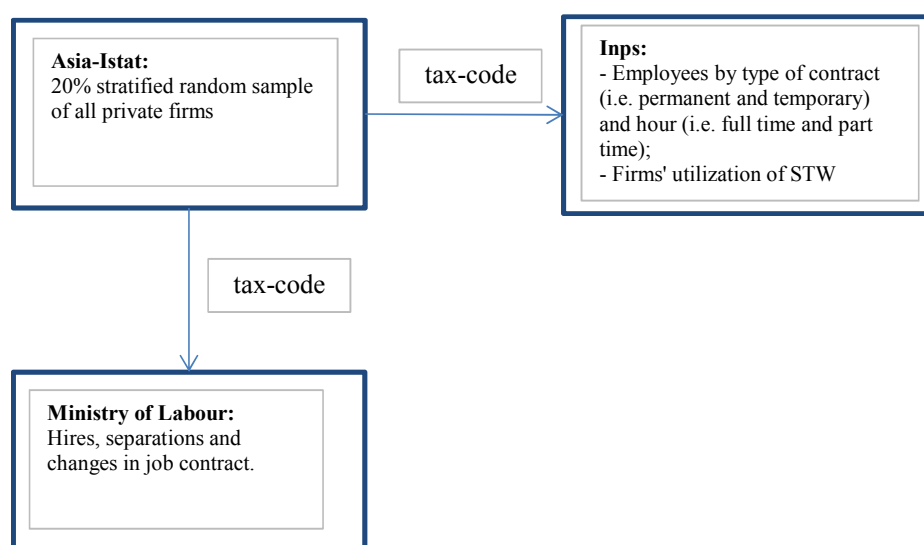 Asia-Istat:
20% stratified random sample
of all private firms
tax-code
Inps:
- Employees by type of contract
(i.e. permanent and temporary)
and hour (i.e. full time and part
time);
- Firms' utilization of STW
tax-code
Ministry of Labour:
Hires, separations and
changes in job contract.